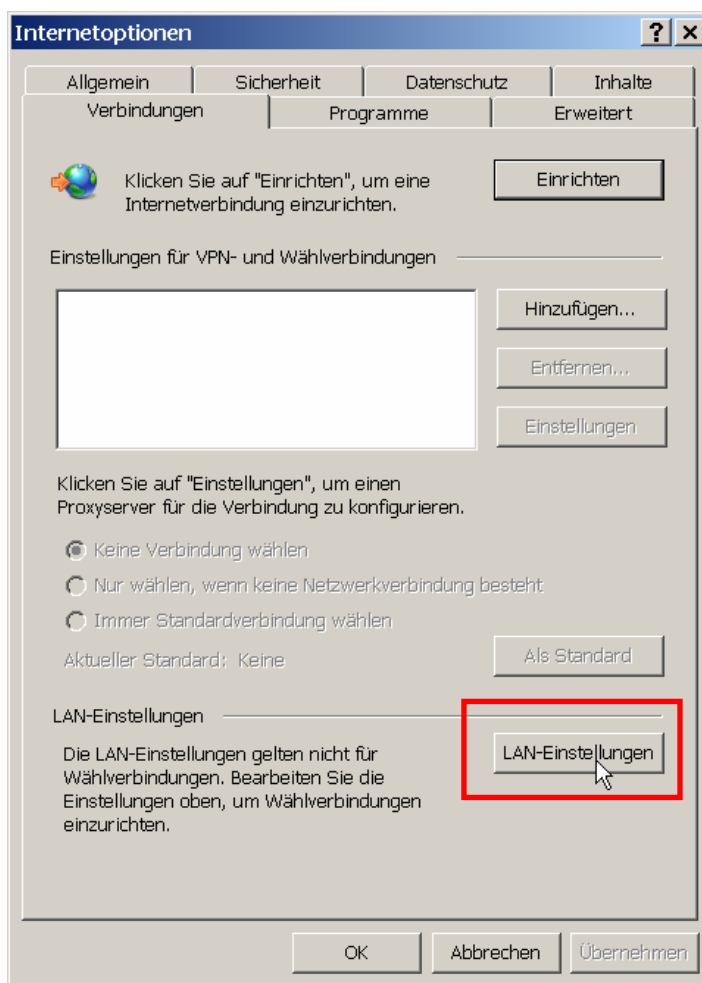 Internetoptionen
Allgemein Sicherheit Datenschutz Inhalte
Verbindungen Programme Erweitert
Klicken Sie auf "Einrichten", um eine
Internetverbindung einzurichten.
Einrichten
Einstellungen für VPN- und Wählverbindungen
Hinzufügen...
Entfernen...
Einstellungen
Klicken Sie auf "Einstellungen", um einen
Proxyserver für die Verbindung zu konfigurieren.
Keine Verbindung wählen
Nur wählen, wenn keine Netzwerkverbindung besteht
Immer Standardverbindung wählen
Aktueller Standard: Keine
Als Standard
LAN-Einstellungen
Die LAN-Einstellungen gelten nicht für
Wählverbindungen. Bearbeiten Sie die
Einstellungen oben, um Wählverbindungen
einzurichten.
LAN-Einstellungen
OK Abbrechen Übernehmen